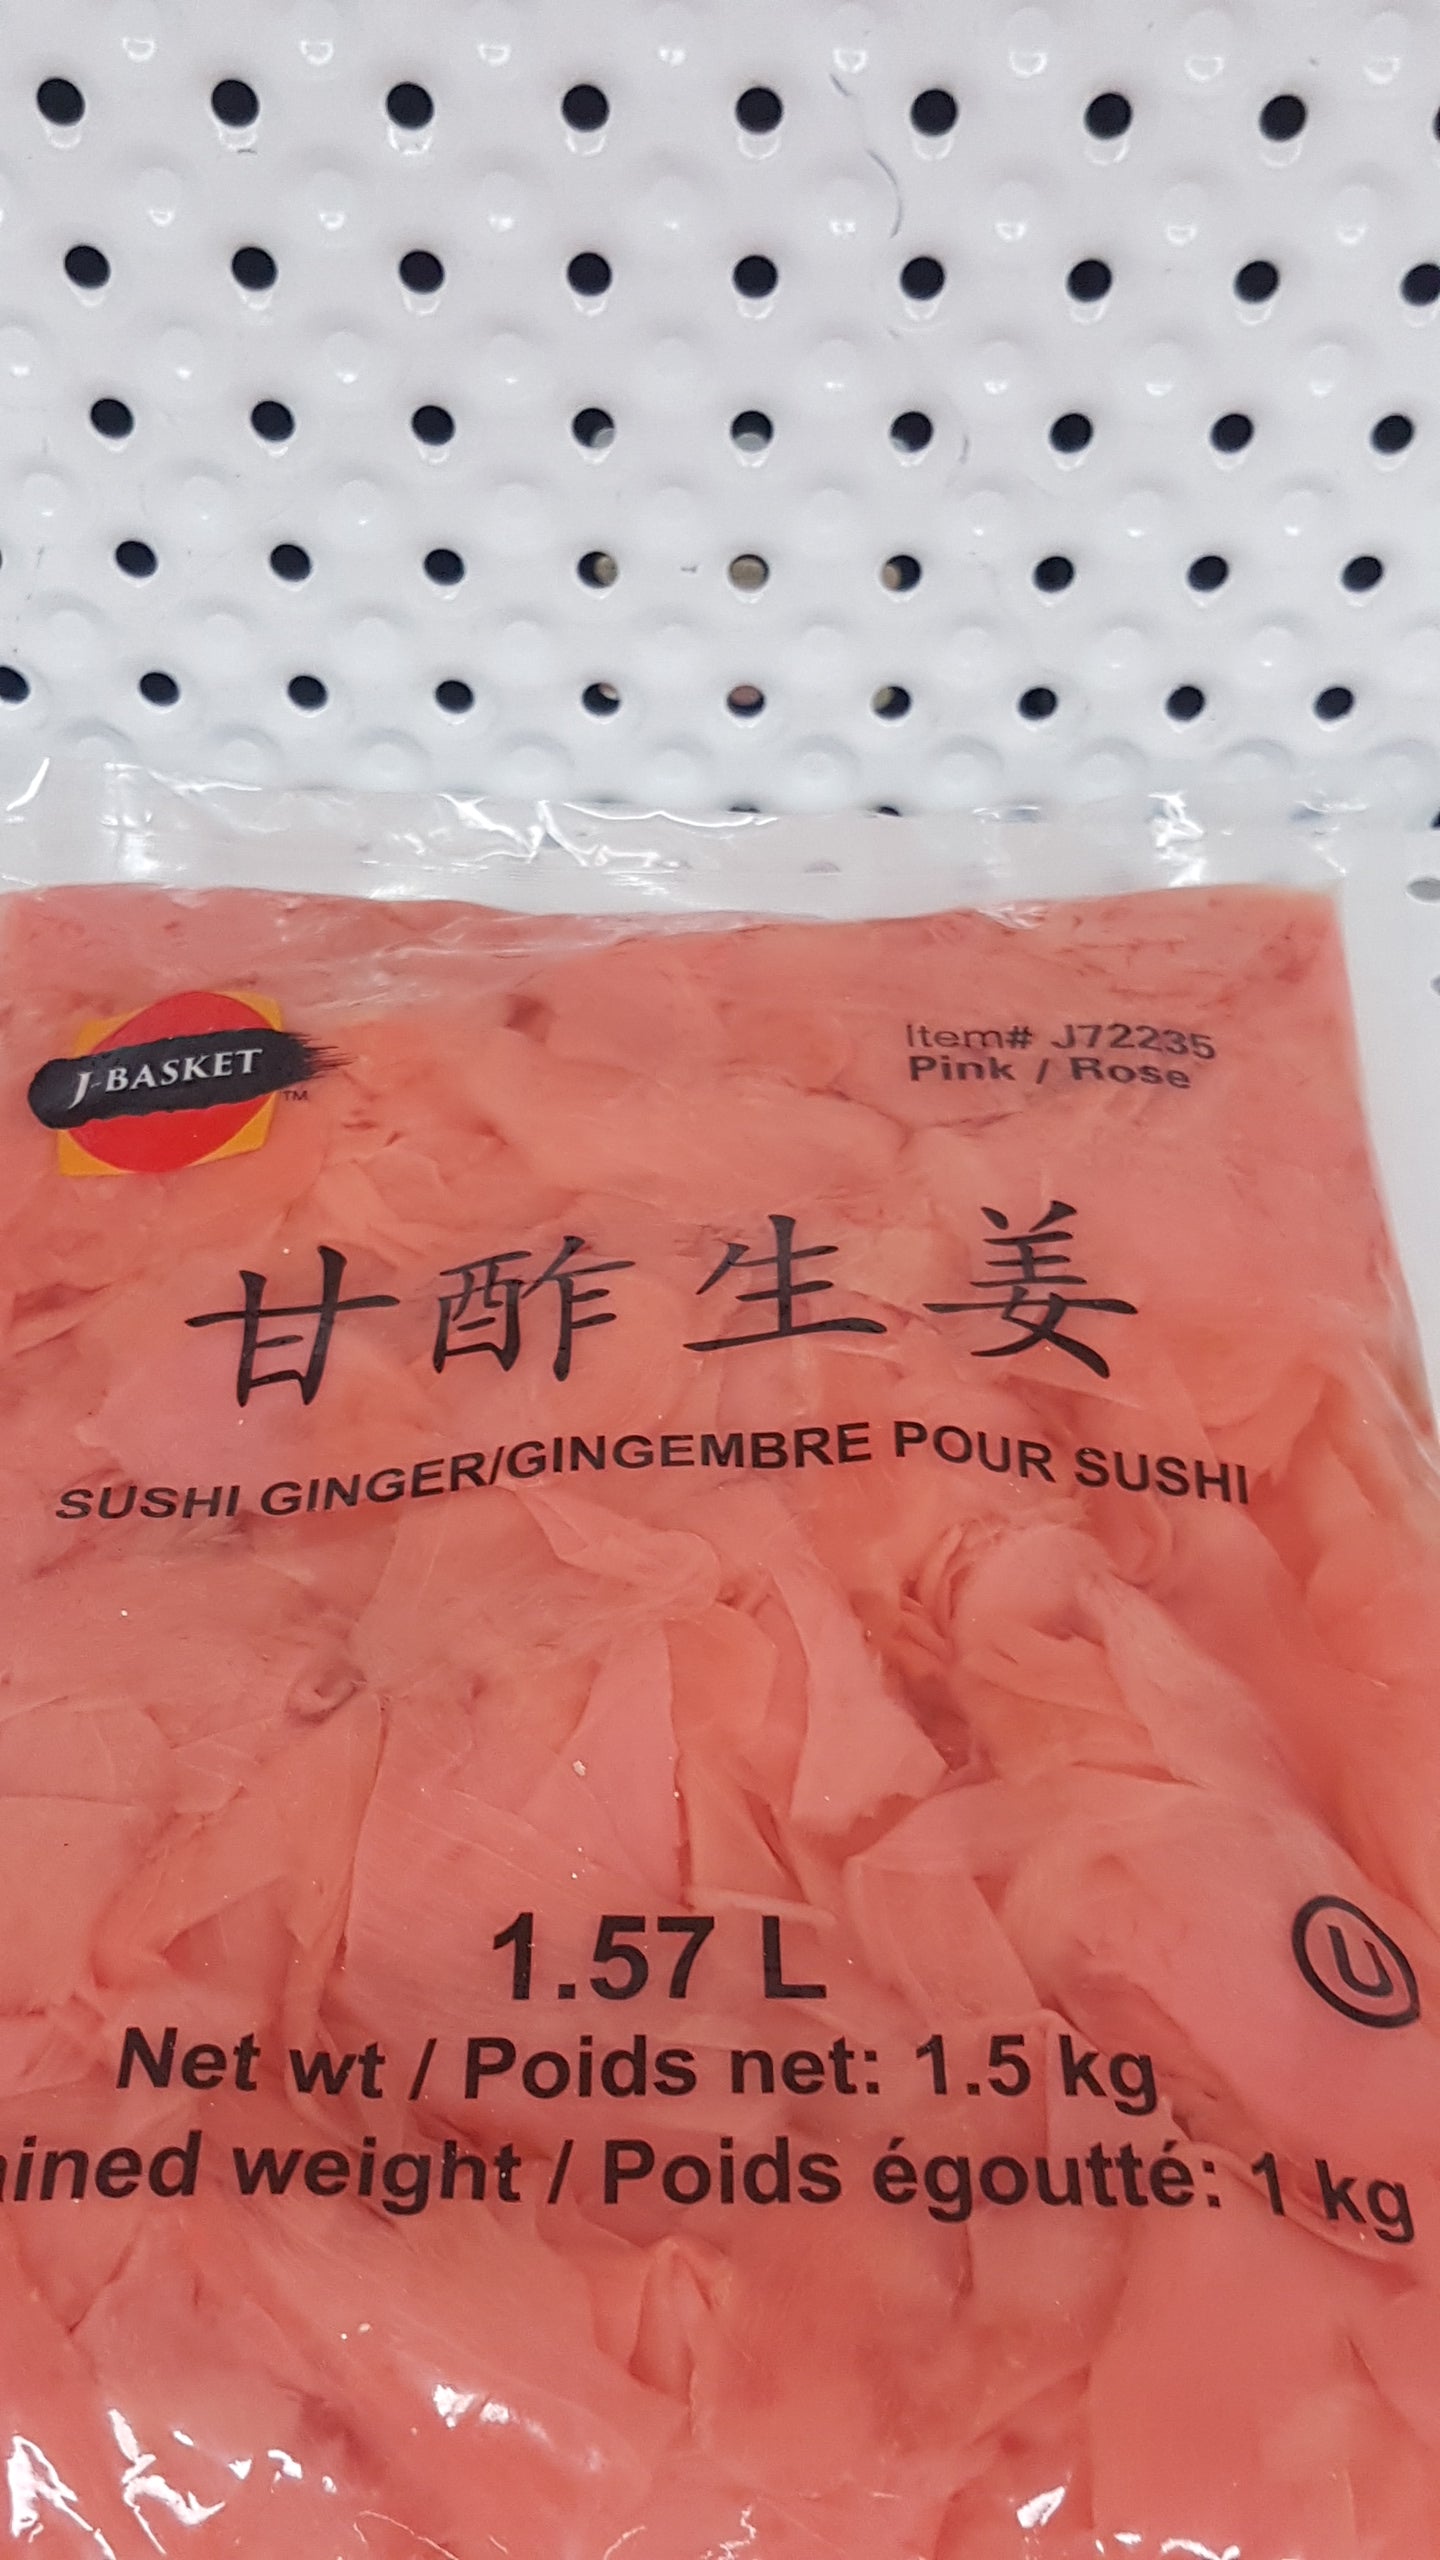 J-BASKET
TM
Item# J72235
Pink / Rose
甘酢生姜
SUSHI GINGER/GINGEMBRE POUR SUSHI
1.57 L
U
Net wt / Poids net: 1.5 kg
weight / Poids égoutté: 1 kg